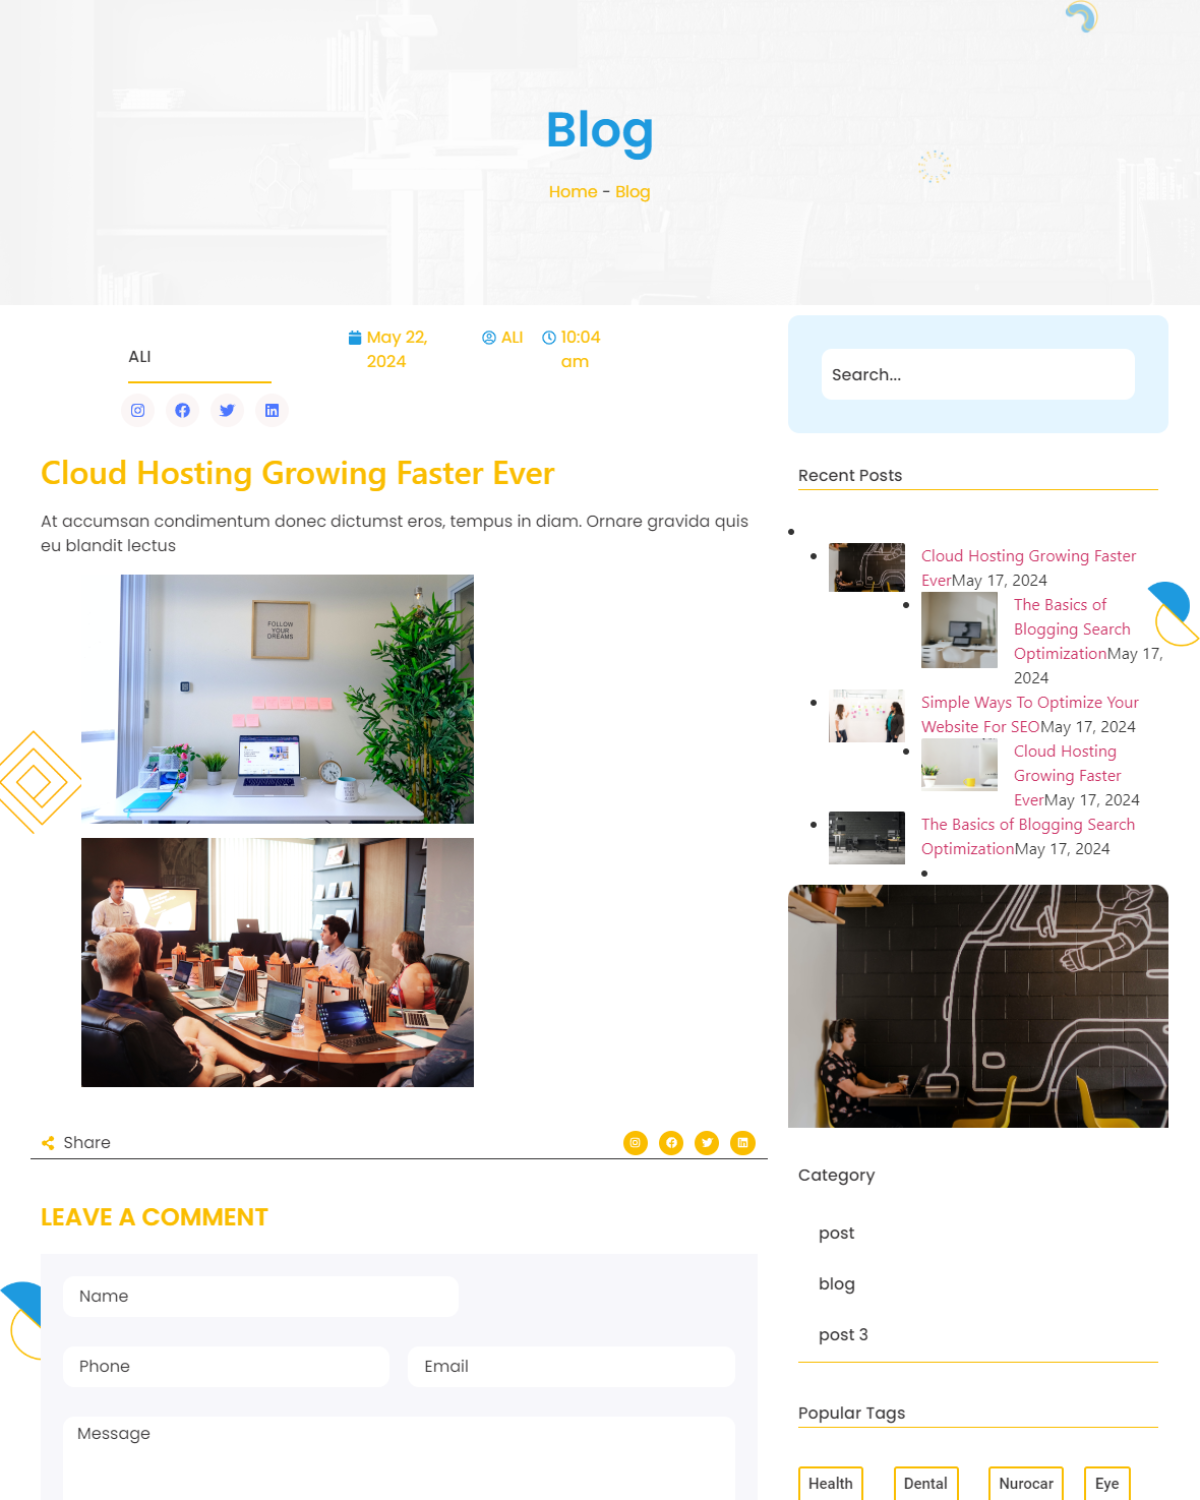 Blog
Home - Blog
ALI
May 22,
2024
ALI
10:04
am
Cloud Hosting Growing Faster Ever
At accumsan condimentum donec dictumst eros, tempus in diam. Ornare gravida quis
eu blandit lectus
FOLLOW
YOUR
DREAMS
Share
LEAVE A COMMENT
Name
Phone
Email
Message
Search...
Recent Posts
Cloud Hosting Growing Faster
EverMay 17, 2024
The Basics of
Blogging Search
OptimizationMay 17,
2024
Simple Ways To Optimize Your
Website For SEOMay 17, 2024
Cloud Hosting
Growing Faster
EverMay 17, 2024
The Basics of Blogging Search
OptimizationMay 17, 2024
Category
post
blog
post 3
Popular Tags
Health
Dental
Nurocar
Eye